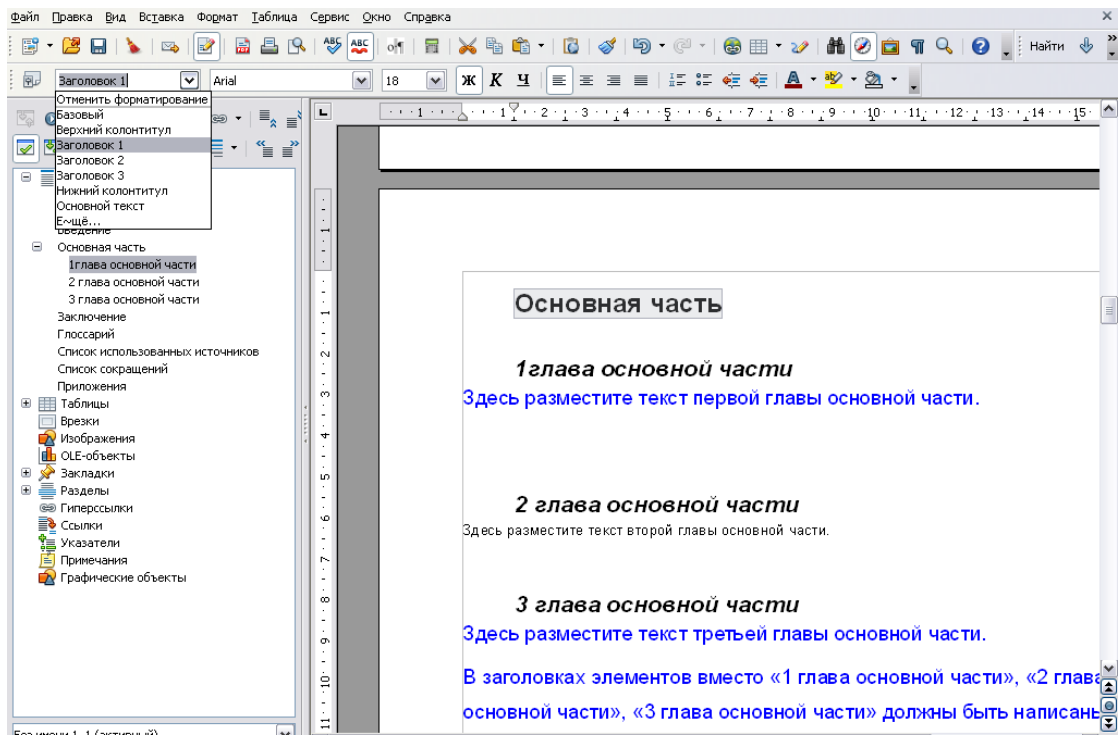 Файл Правка Вид Вставка Формат Таблица Сервис Окно Справка
Найти
Заголовок 1 Arial 18 Ж К Ч
Отменить форматирование
Базовый
Верхний колонтитул
Заголовок 1
Заголовок 2
Заголовок 3
Нижний колонтитул
Основной текст
Е~щё...
Введение
Основная часть
1глава основной части
2 глава основной части
3 глава основной части
Заключение
Глоссарий
Список использованных источников
Список сокращений
Приложения
Таблицы
Врезки
Изображения
OLE-объекты
Закладки
Разделы
Гиперссылки
Ссылки
Указатели
Примечания
Графические объекты
Без имени 1 1 (активный)
Основная часть
1глава основной части
Здесь разместите текст первой главы основной части.
2 глава основной части
Здесь разместите текст второй главы основной части.
3 глава основной части
Здесь разместите текст третьей главы основной части.
В заголовках элементов вместо «1 глава основной части», «2 глава
основной части», «3 глава основной части» должны быть написаны